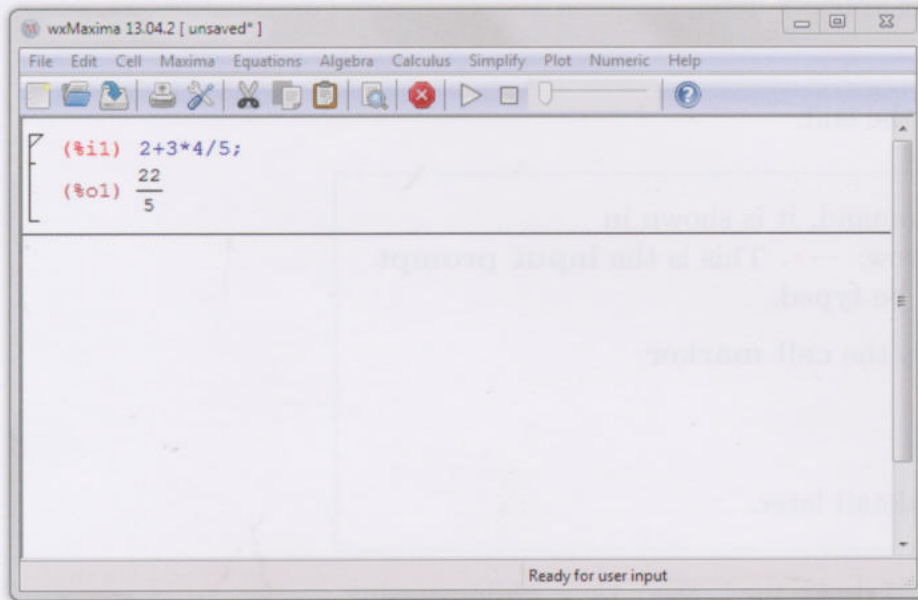 wxMaxima 13.04.2 [ unsaved* ]
File Edit Cell Maxima Equations Algebra Calculus Simplify Plot Numeric Help
(%i1) 2+3*4/5;
(%o1) 22
5
Ready for user input